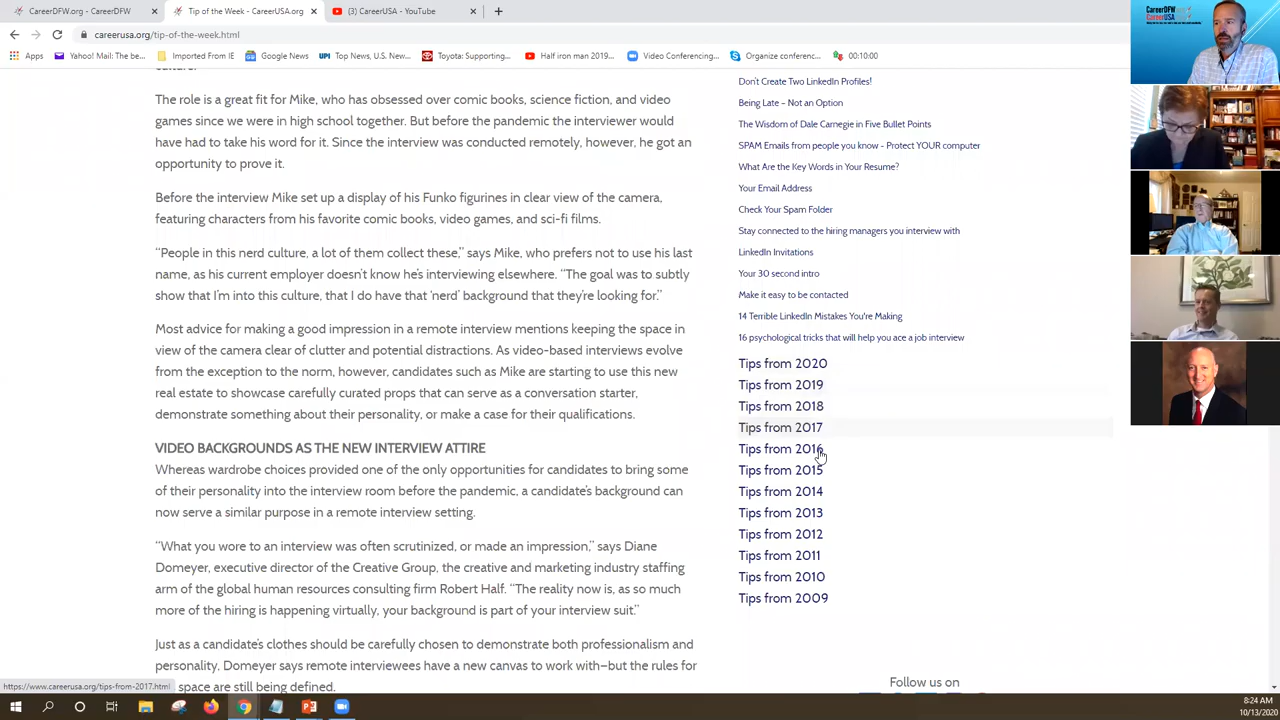 CareerDFW.org - CareerDFW
Tip of the Week - CareerUSA.org
(3) CareerUSA - YouTube
careerusa.org/tip-of-the-week.html
Apps
Yahoo! Mail: The be...
Imported From IE
Google News
Top News, U.S. New...
Toyota: Supporting...
Half iron man 2019...
Video Conferencing...
Organize conferenc...
00:10:00
The role is a great fit for Mike, who has obsessed over comic books, science fiction, and video
games since we were in high school together. But before the pandemic the interviewer would
have had to take his word for it. Since the interview was conducted remotely, however, he got an
opportunity to prove it.
Before the interview Mike set up a display of his Funko figurines in clear view of the camera,
featuring characters from his favorite comic books, video games, and sci-fi films.
“People in this nerd culture, a lot of them collect these,” says Mike, who prefers not to use his last
name, as his current employer doesn’t know he’s interviewing elsewhere. “The goal was to subtly
show that I’m into this culture, that I do have that ‘nerd’ background that they’re looking for.”
Most advice for making a good impression in a remote interview mentions keeping the space in
view of the camera clear of clutter and potential distractions. As video-based interviews evolve
from the exception to the norm, however, candidates such as Mike are starting to use this new
real estate to showcase carefully curated props that can serve as a conversation starter,
demonstrate something about their personality, or make a case for their qualifications.
VIDEO BACKGROUNDS AS THE NEW INTERVIEW ATTIRE
Whereas wardrobe choices provided one of the only opportunities for candidates to bring some
of their personality into the interview room before the pandemic, a candidate’s background can
now serve a similar purpose in a remote interview setting.
“What you wore to an interview was often scrutinized, or made an impression,” says Diane
Domeyer, executive director of the Creative Group, the creative and marketing industry staffing
arm of the global human resources consulting firm Robert Half. “The reality now is, as so much
more of the hiring is happening virtually, your background is part of your interview suit.”
Just as a candidate’s clothes should be carefully chosen to demonstrate both professionalism and
personality, Domeyer says remote interviewees have a new canvas to work with—but the rules for
space are still being defined.
https://www.careerusa.org/tips-from-2017.html
Don’t Create Two LinkedIn Profiles!
Being Late – Not an Option
The Wisdom of Dale Carnegie in Five Bullet Points
SPAM Emails from people you know - Protect YOUR computer
What Are the Key Words in Your Resume?
Your Email Address
Check Your Spam Folder
Stay connected to the hiring managers you interview with
LinkedIn Invitations
Your 30 second intro
Make it easy to be contacted
14 Terrible LinkedIn Mistakes You're Making
16 psychological tricks that will help you ace a job interview
Tips from 2020
Tips from 2019
Tips from 2018
Tips from 2017
Tips from 2016
Tips from 2015
Tips from 2014
Tips from 2013
Tips from 2012
Tips from 2011
Tips from 2010
Tips from 2009
Follow us on
CareerDFW
CareerUSA
8:24 AM
10/13/2020